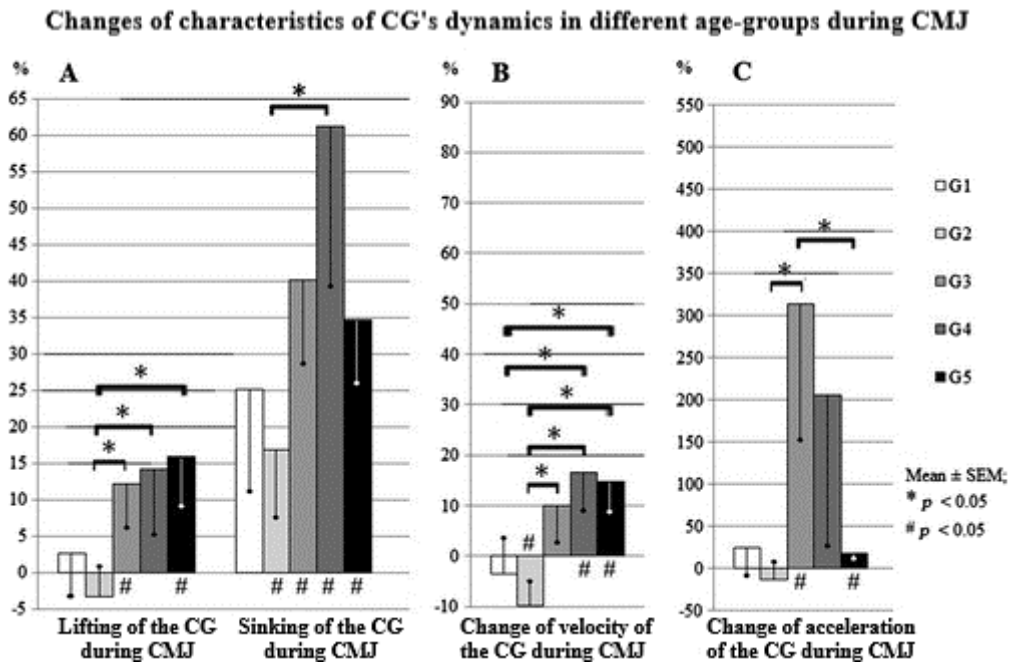 Changes of characteristics of CG's dynamics in different age-groups during CMJ
% A
65
60
55
50
45
40
35
30
25
20
15
10
5
0
-5
*
*
*
*
# # # # # #
Lifting of the CG
during CMJ
Sinking of the CG
during CMJ
% B
90
80
70
60
50
40
30
20
10
0
-10
*
*
*
*
*
#
# #
Change of velocity of
the CG during CMJ
% C
550
500
450
400
350
300
250
200
150
100
50
0
-50
*
*
# #
Change of acceleration
of the CG during CMJ
G1
G2
G3
G4
G5
Mean ± SEM;
* p < 0.05
# p < 0.05